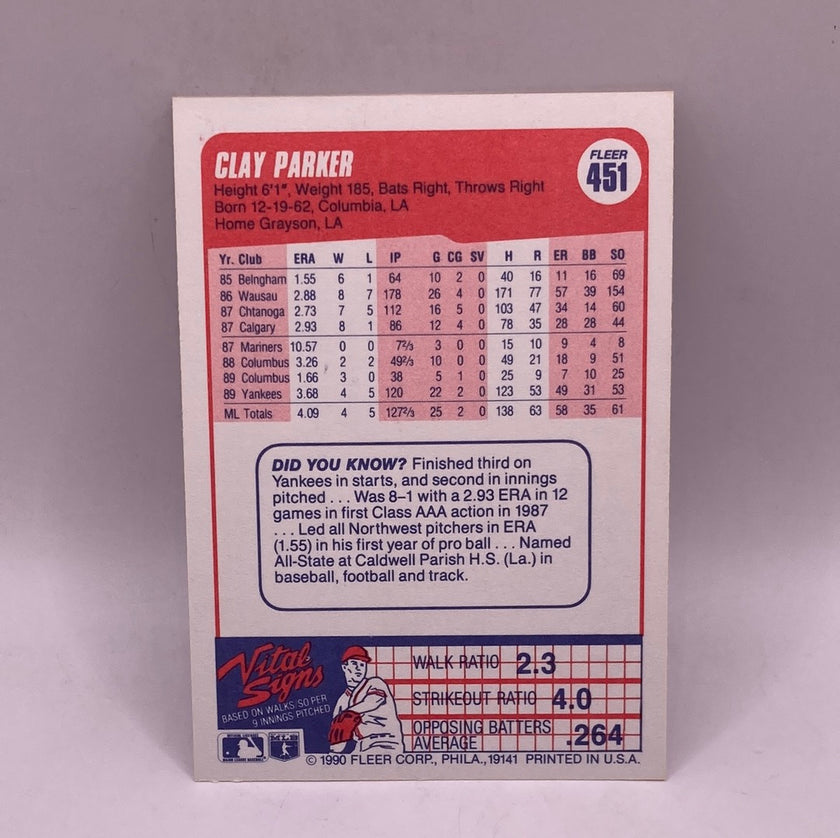 CLAY PARKER
FLEER
451
Height 6'1", Weight 185, Bats Right, Throws Right
Born 12-19-62, Columbia, LA
Home Grayson, LA
Yr. Club ERA W L IP G CG SV H R ER BB SO
85 Belngham 1.55 6 1 64 10 2 0 40 16 11 16 69
86 Wausau 2.88 8 7 178 26 4 0 171 77 57 39 154
87 Chtanoga 2.73 7 5 112 16 5 0 103 47 34 14 60
87 Calgary 2.93 8 1 86 12 4 0 78 35 28 28 44
87 Mariners 10.57 0 0 7⅔ 3 0 0 15 10 9 4 8
88 Columbus 3.26 2 2 49⅔ 10 0 0 49 21 18 9 51
89 Columbus 1.66 3 0 38 5 1 0 25 9 7 10 25
89 Yankees 3.68 4 5 120 22 2 0 123 53 49 31 53
ML Totals 4.09 4 5 127⅔ 25 2 0 138 63 58 35 61
DID YOU KNOW? Finished third on
Yankees in starts, and second in innings
pitched . . . Was 8–1 with a 2.93 ERA in 12
games in first Class AAA action in 1987
. . . Led all Northwest pitchers in ERA
(1.55) in his first year of pro ball . . . Named
All-State at Caldwell Parish H.S. (La.) in
baseball, football and track.
Vital
Signs
BASED ON WALKS, SO PER
9 INNINGS PITCHED
WALK RATIO 2.3
STRIKEOUT RATIO 4.0
OPPOSING BATTERS
AVERAGE .264
MAJOR LEAGUE BASEBALL
MLB
© 1990 FLEER CORP., PHILA., 19141 PRINTED IN U.S.A.